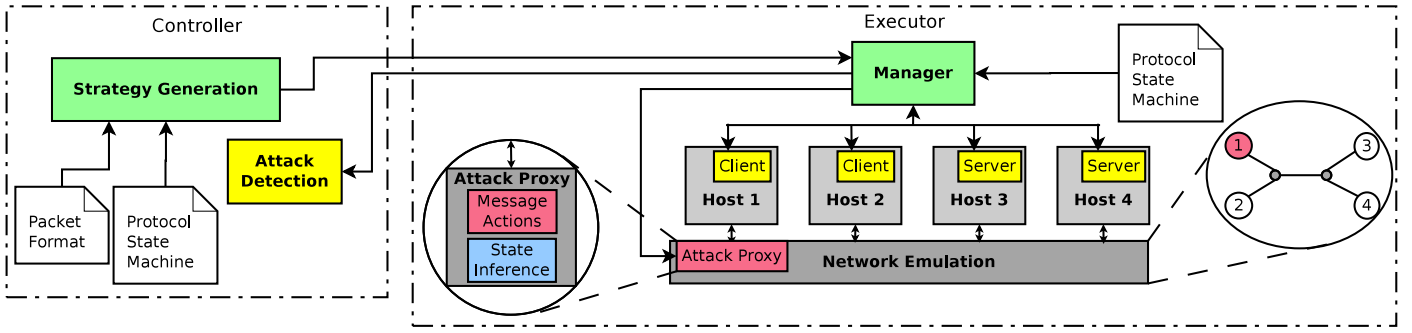 Controller
Strategy Generation
Attack
Detection
Packet
Format
Protocol
State
Machine
Executor
Manager
Protocol
State
Machine
Attack Proxy
Message
Actions
State
Inference
Client
Host 1
Client
Host 2
Server
Host 3
Server
Host 4
Attack Proxy
Network Emulation
1
2
3
4